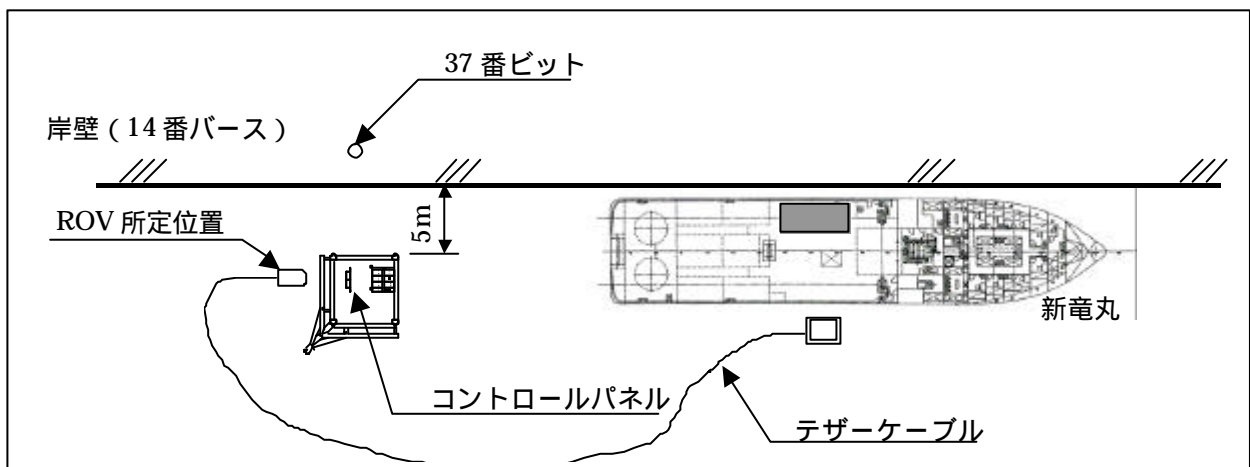 37 番ビット
岸壁（14 番バース）
ROV 所定位置
5m
新竜丸
コントロールパネル
テザーケーブル